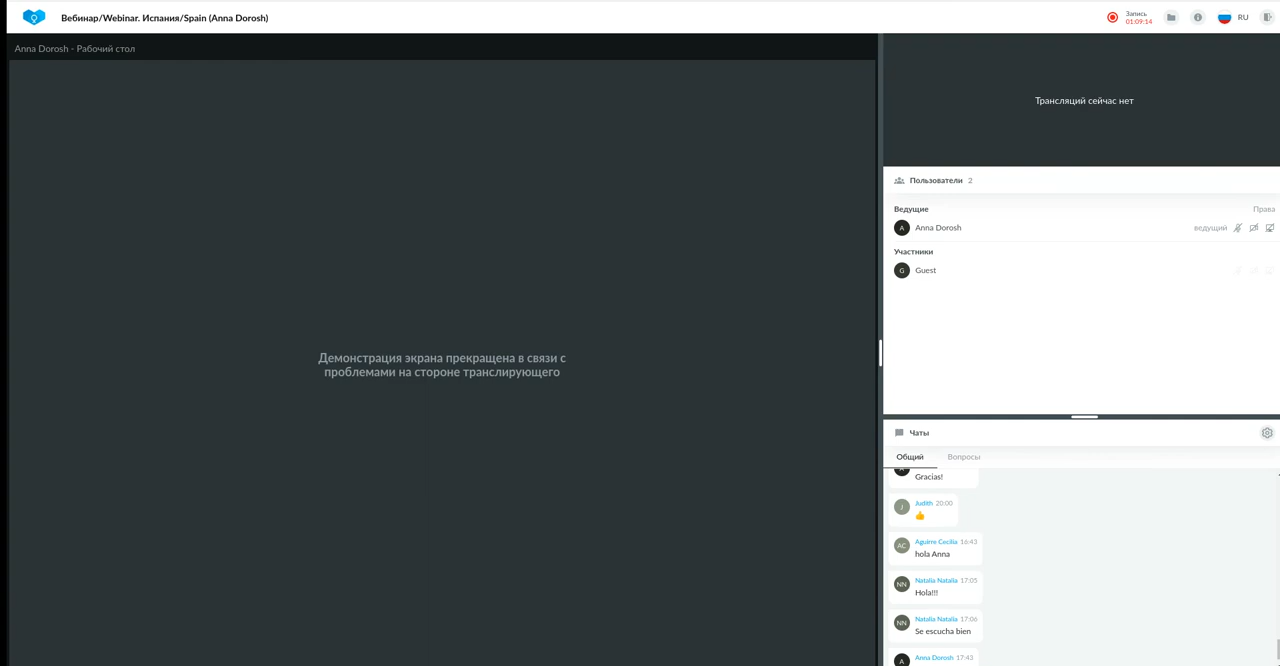 Вебинар/Webinar. Испания/Spain (Anna Dorosh)
Запись
01:09:14
RU
Anna Dorosh - Рабочий стол
Трансляций сейчас нет
Демонстрация экрана прекращена в связи с
проблемами на стороне транслирующего
Пользователи 2
Ведущие Права
A Anna Dorosh ведущий
Участники
G Guest
Чаты
Общий Вопросы
Gracias!
J Judith 20:00
👍
AC Aguirre Cecilia 16:43
hola Anna
NN Natalia Natalia 17:05
Hola!!!
NN Natalia Natalia 17:06
Se escucha bien
A Anna Dorosh 17:43